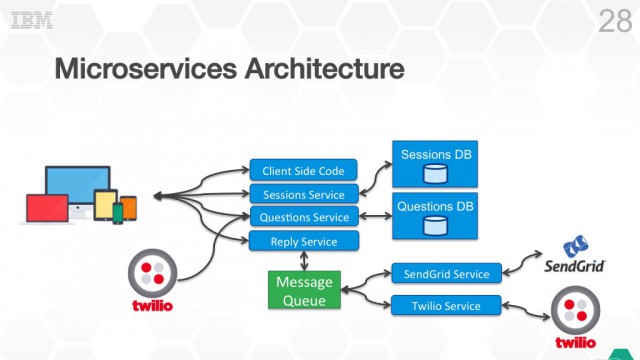 IBM
28
Microservices Architecture
Client Side Code
Sessions Service
Questions Service
Reply Service
Sessions DB
Questions DB
Message
Queue
SendGrid Service
Twilio Service
SendGrid
twilio
twilio